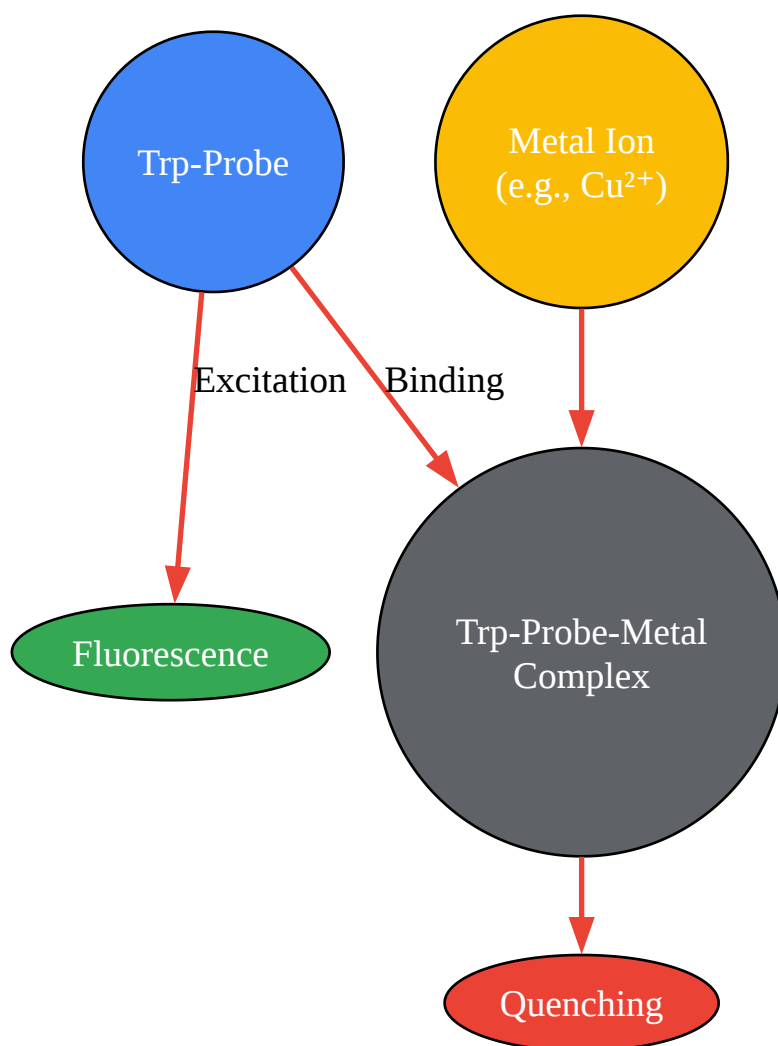 Trp-Probe
Metal Ion
(e.g., Cu²⁺)
Excitation
Binding
Fluorescence
Trp-Probe-Metal
Complex
Quenching